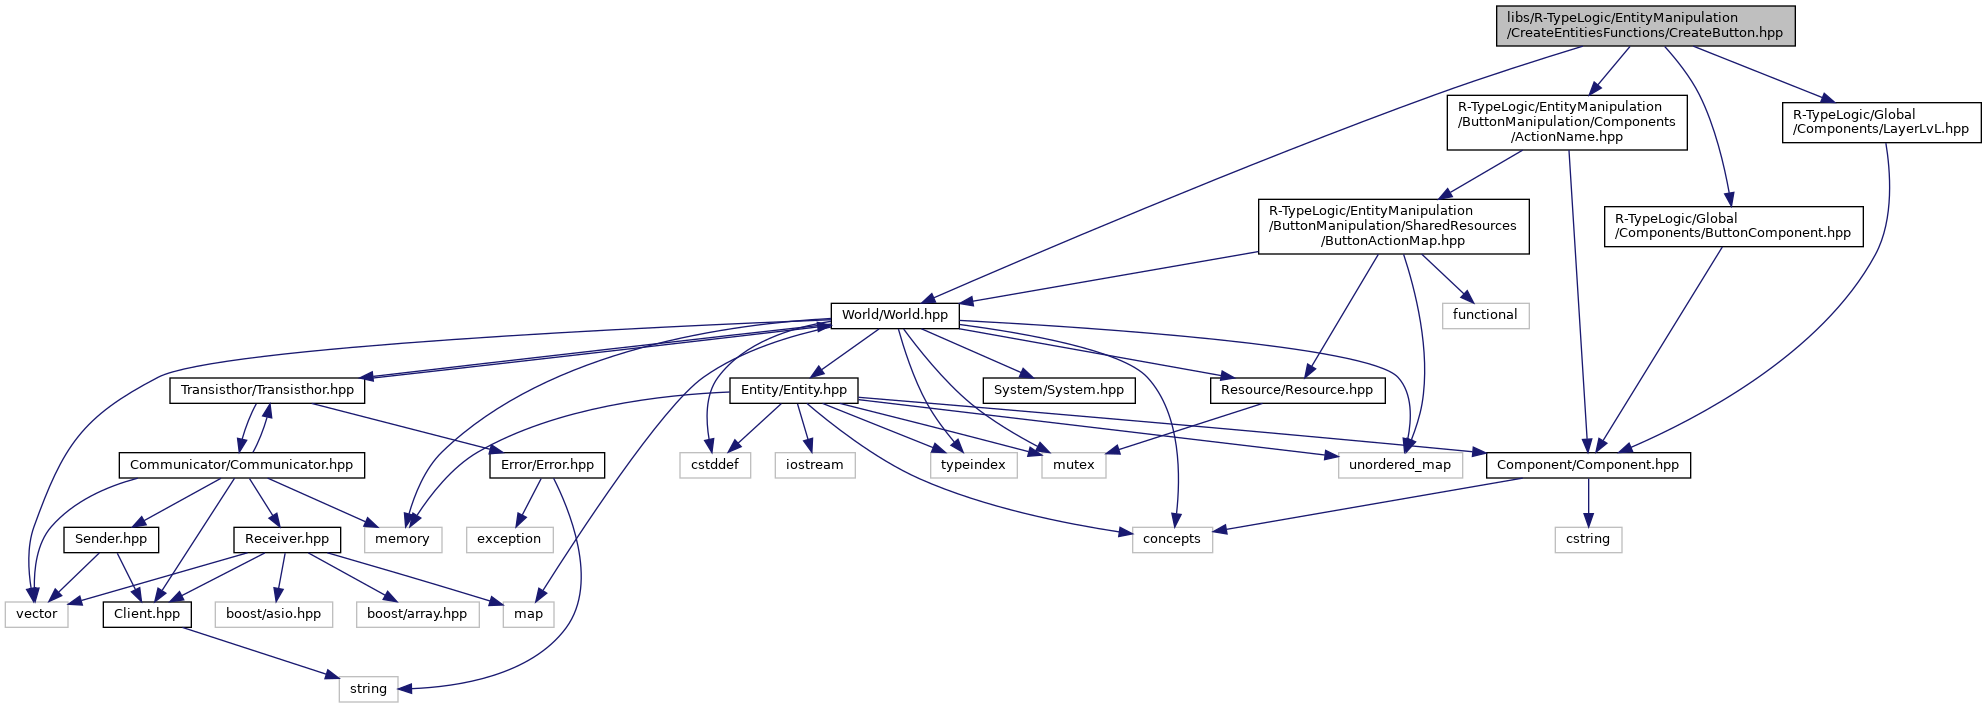 libs/R-TypeLogic/EntityManipulation
/CreateEntitiesFunctions/CreateButton.hpp
R-TypeLogic/EntityManipulation
/ButtonManipulation/Components
/ActionName.hpp
R-TypeLogic/Global
/Components/LayerLvL.hpp
R-TypeLogic/EntityManipulation
/ButtonManipulation/SharedResources
/ButtonActionMap.hpp
R-TypeLogic/Global
/Components/ButtonComponent.hpp
World/World.hpp
functional
Transisthor/Transisthor.hpp
Entity/Entity.hpp
System/System.hpp
Resource/Resource.hpp
Communicator/Communicator.hpp
Error/Error.hpp
cstddef
iostream
typeindex
mutex
unordered_map
Component/Component.hpp
Sender.hpp
Receiver.hpp
memory
exception
concepts
cstring
vector
Client.hpp
boost/asio.hpp
boost/array.hpp
map
string